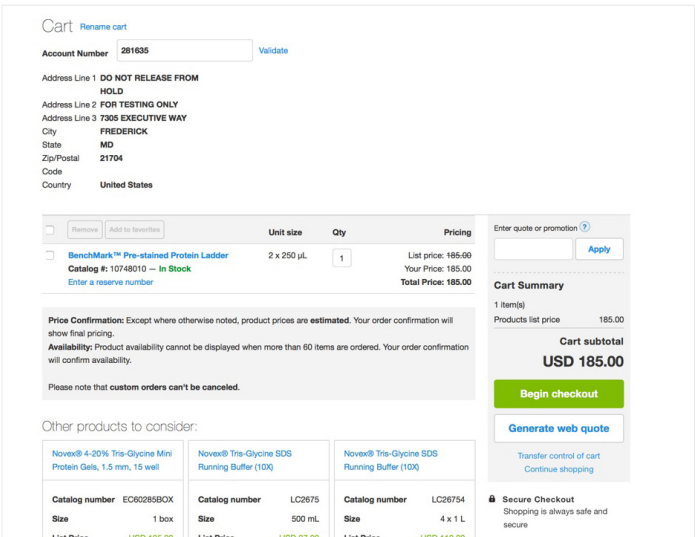 Cart Rename cart
Account Number 281635 Validate
Address Line 1 DO NOT RELEASE FROM
HOLD
Address Line 2 FOR TESTING ONLY
Address Line 3 7305 EXECUTIVE WAY
City FREDERICK
State MD
Zip/Postal 21704
Code
Country United States
Remove Add to favorites Unit size Qty Pricing
BenchMark™ Pre-stained Protein Ladder 2 x 250 µL 1 List price: 185.00
Catalog #: 10748010 — In Stock Your Price: 185.00
Enter a reserve number Total Price: 185.00
Price Confirmation: Except where otherwise noted, product prices are estimated. Your order confirmation will
show final pricing.
Availability: Product availability cannot be displayed when more than 60 items are ordered. Your order confirmation
will confirm availability.
Please note that custom orders can't be canceled.
Enter quote or promotion ?
Apply
Cart Summary
1 item(s)
Products list price 185.00
Cart subtotal
USD 185.00
Begin checkout
Generate web quote
Transfer control of cart
Continue shopping
Secure Checkout
Shopping is always safe and
secure
Other products to consider:
Novex® 4-20% Tris-Glycine Mini
Protein Gels, 1.5 mm, 15 well
Catalog number EC60285BOX
Size 1 box
Novex® Tris-Glycine SDS
Running Buffer (10X)
Catalog number LC2675
Size 500 mL
Novex® Tris-Glycine SDS
Running Buffer (10X)
Catalog number LC26754
Size 4 x 1 L